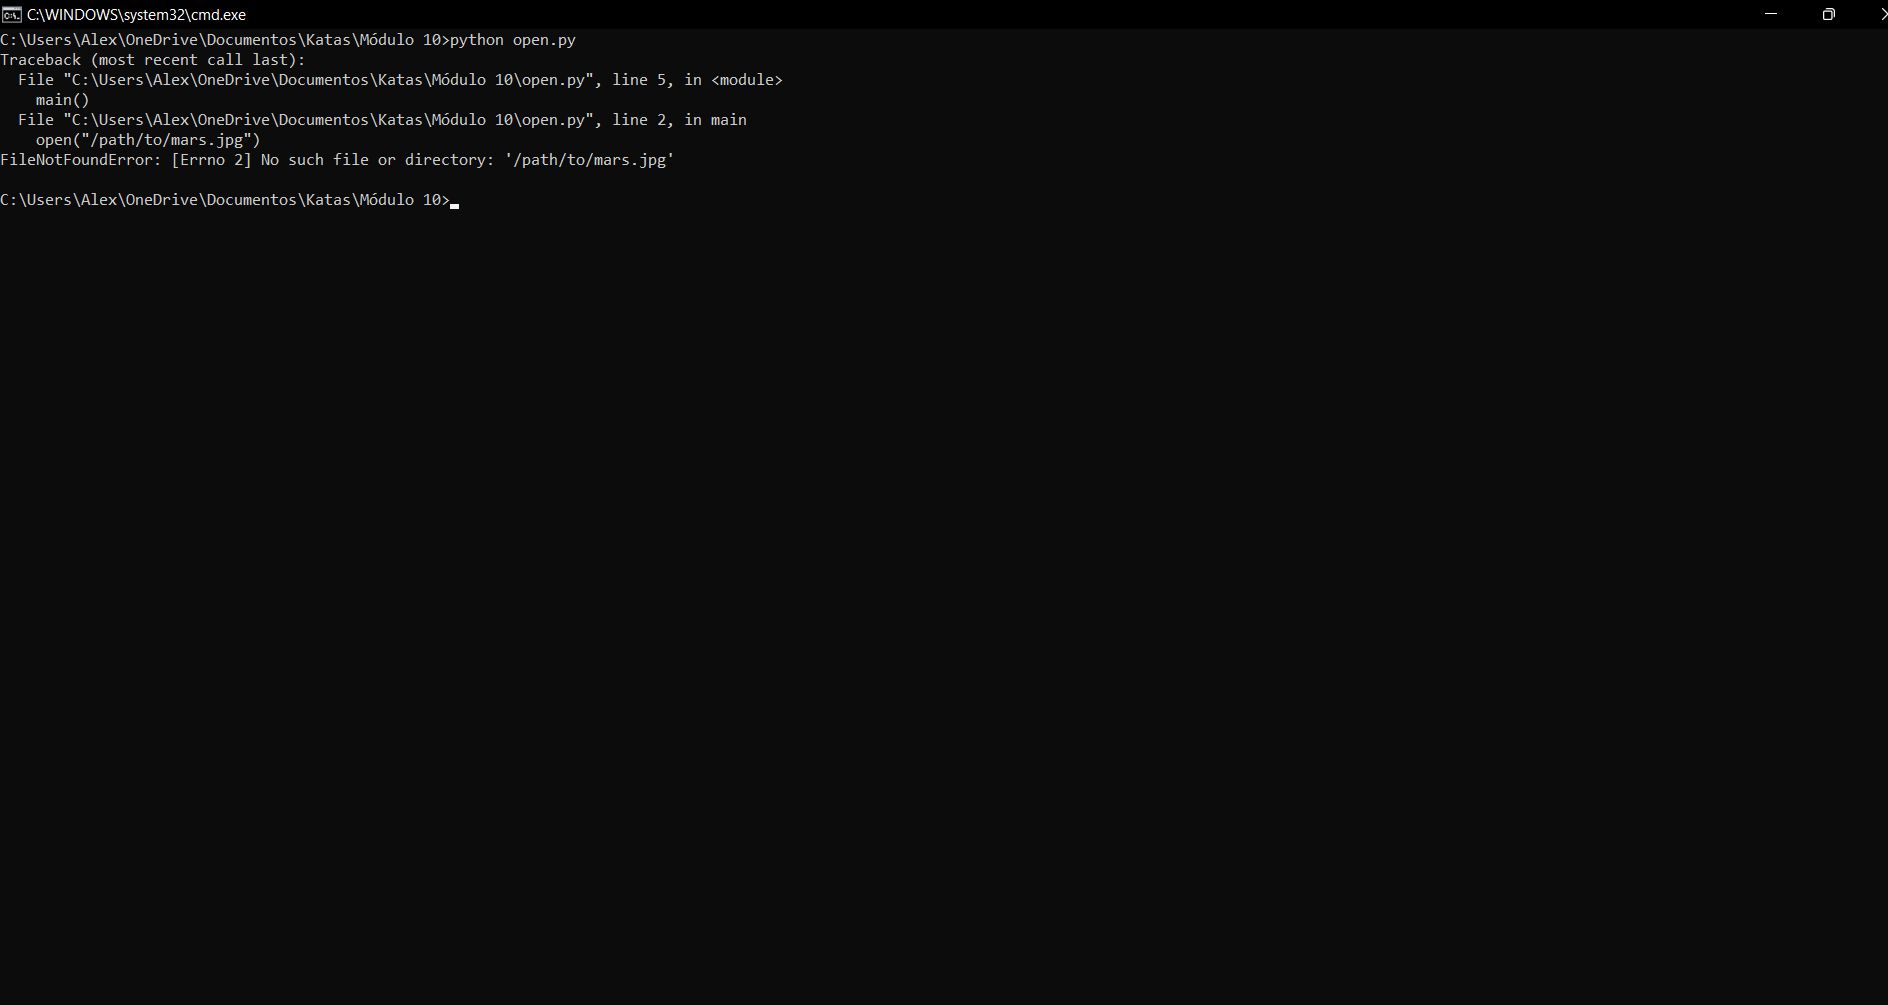 C:\WINDOWS\system32\cmd.exe
C:\Users\Alex\OneDrive\Documentos\Katas\Módulo 10>python open.py
Traceback (most recent call last):
  File "C:\Users\Alex\OneDrive\Documentos\Katas\Módulo 10\open.py", line 5, in <module>
    main()
  File "C:\Users\Alex\OneDrive\Documentos\Katas\Módulo 10\open.py", line 2, in main
    open("/path/to/mars.jpg")
FileNotFoundError: [Errno 2] No such file or directory: '/path/to/mars.jpg'
C:\Users\Alex\OneDrive\Documentos\Katas\Módulo 10>